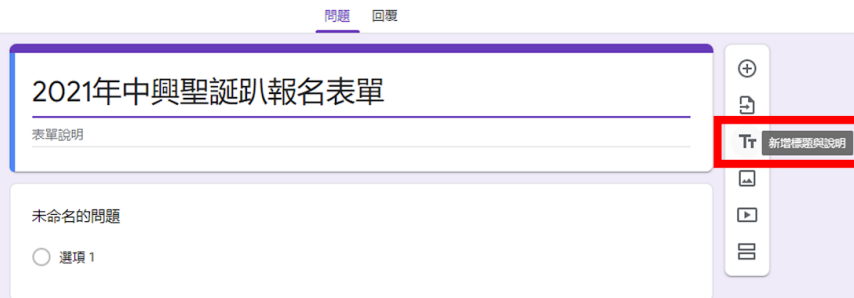 問題 回覆
2021年中興聖誕趴報名表單
表單說明
Tт 新增標題與說明
未命名的問題
選項 1